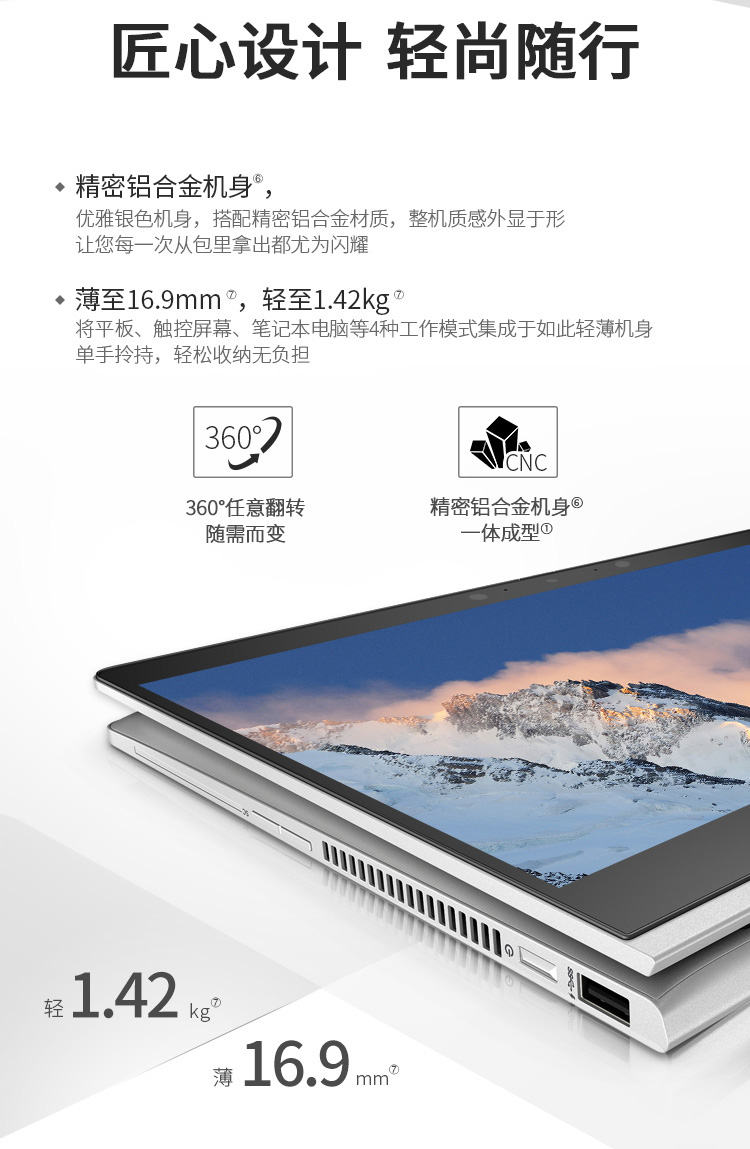 匠心设计 轻尚随行
精密铝合金机身⑥，
优雅银色机身，搭配精密铝合金材质，整机质感外显于形
让您每一次从包里拿出都尤为闪耀
薄至16.9mm⑦，轻至1.42kg⑦
将平板、触控屏幕、笔记本电脑等4种工作模式集成于如此轻薄机身
单手拎持，轻松收纳无负担
360°
CNC
360°任意翻转
随需而变
精密铝合金机身⑥
一体成型①
SC
SS
轻 1.42 kg⑦
薄 16.9 mm⑦